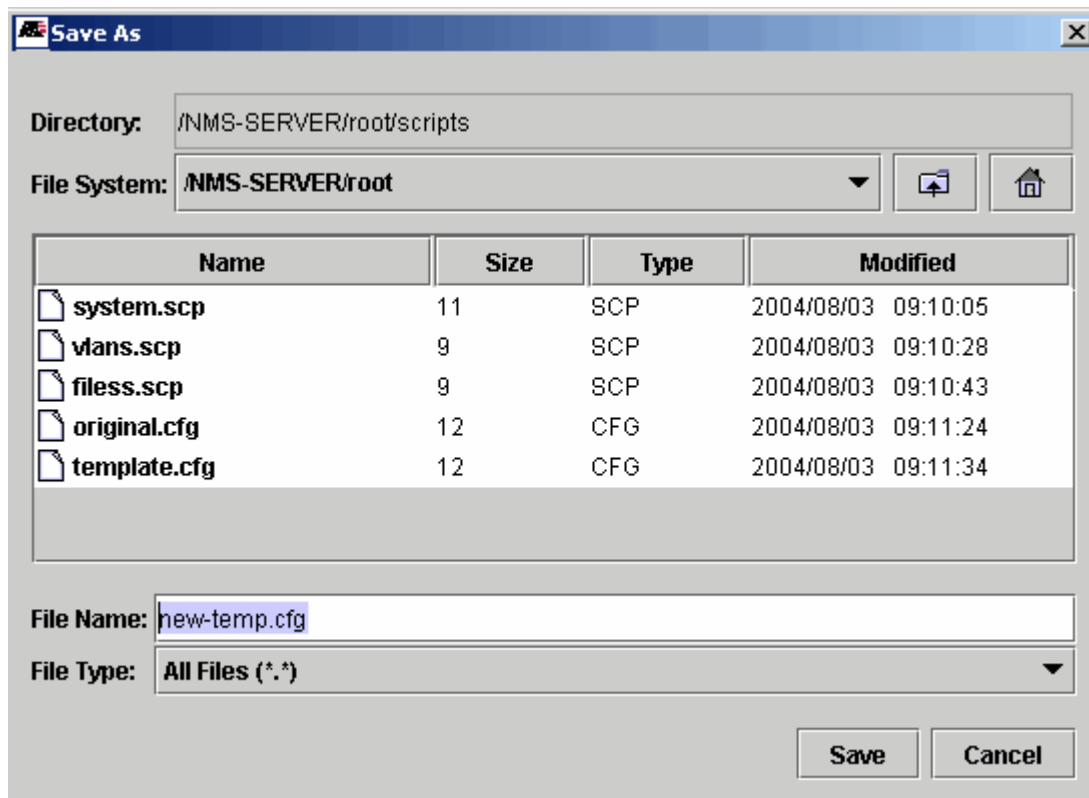 Save As
Directory: /NMS-SERVER/root/scripts
File System: /NMS-SERVER/root
Name Size Type Modified
system.scp 11 SCP 2004/08/03 09:10:05
vlans.scp 9 SCP 2004/08/03 09:10:28
filess.scp 9 SCP 2004/08/03 09:10:43
original.cfg 12 CFG 2004/08/03 09:11:24
template.cfg 12 CFG 2004/08/03 09:11:34
File Name: new-temp.cfg
File Type: All Files (*.*)
Save Cancel